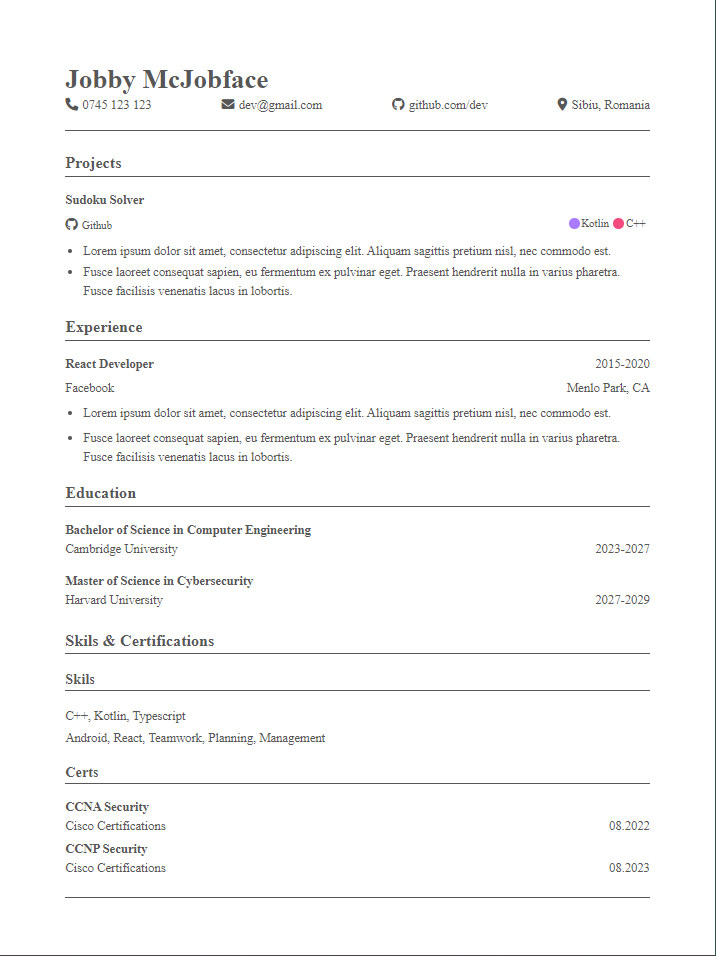 Jobby McJobface
0745 123 123 dev@gmail.com github.com/dev Sibiu, Romania
Projects
Sudoku Solver
Github Kotlin C++
• Lorem ipsum dolor sit amet, consectetur adipiscing elit. Aliquam sagittis pretium nisl, nec commodo est.
• Fusce laoreet consequat sapien, eu fermentum ex pulvinar eget. Praesent hendrerit nulla in varius pharetra.
Fusce facilisis venenatis lacus in lobortis.
Experience
React Developer 2015-2020
Facebook Menlo Park, CA
• Lorem ipsum dolor sit amet, consectetur adipiscing elit. Aliquam sagittis pretium nisl, nec commodo est.
• Fusce laoreet consequat sapien, eu fermentum ex pulvinar eget. Praesent hendrerit nulla in varius pharetra.
Fusce facilisis venenatis lacus in lobortis.
Education
Bachelor of Science in Computer Engineering
Cambridge University 2023-2027
Master of Science in Cybersecurity
Harvard University 2027-2029
Skils & Certifications
Skils
C++, Kotlin, Typescript
Android, React, Teamwork, Planning, Management
Certs
CCNA Security
Cisco Certifications 08.2022
CCNP Security
Cisco Certifications 08.2023